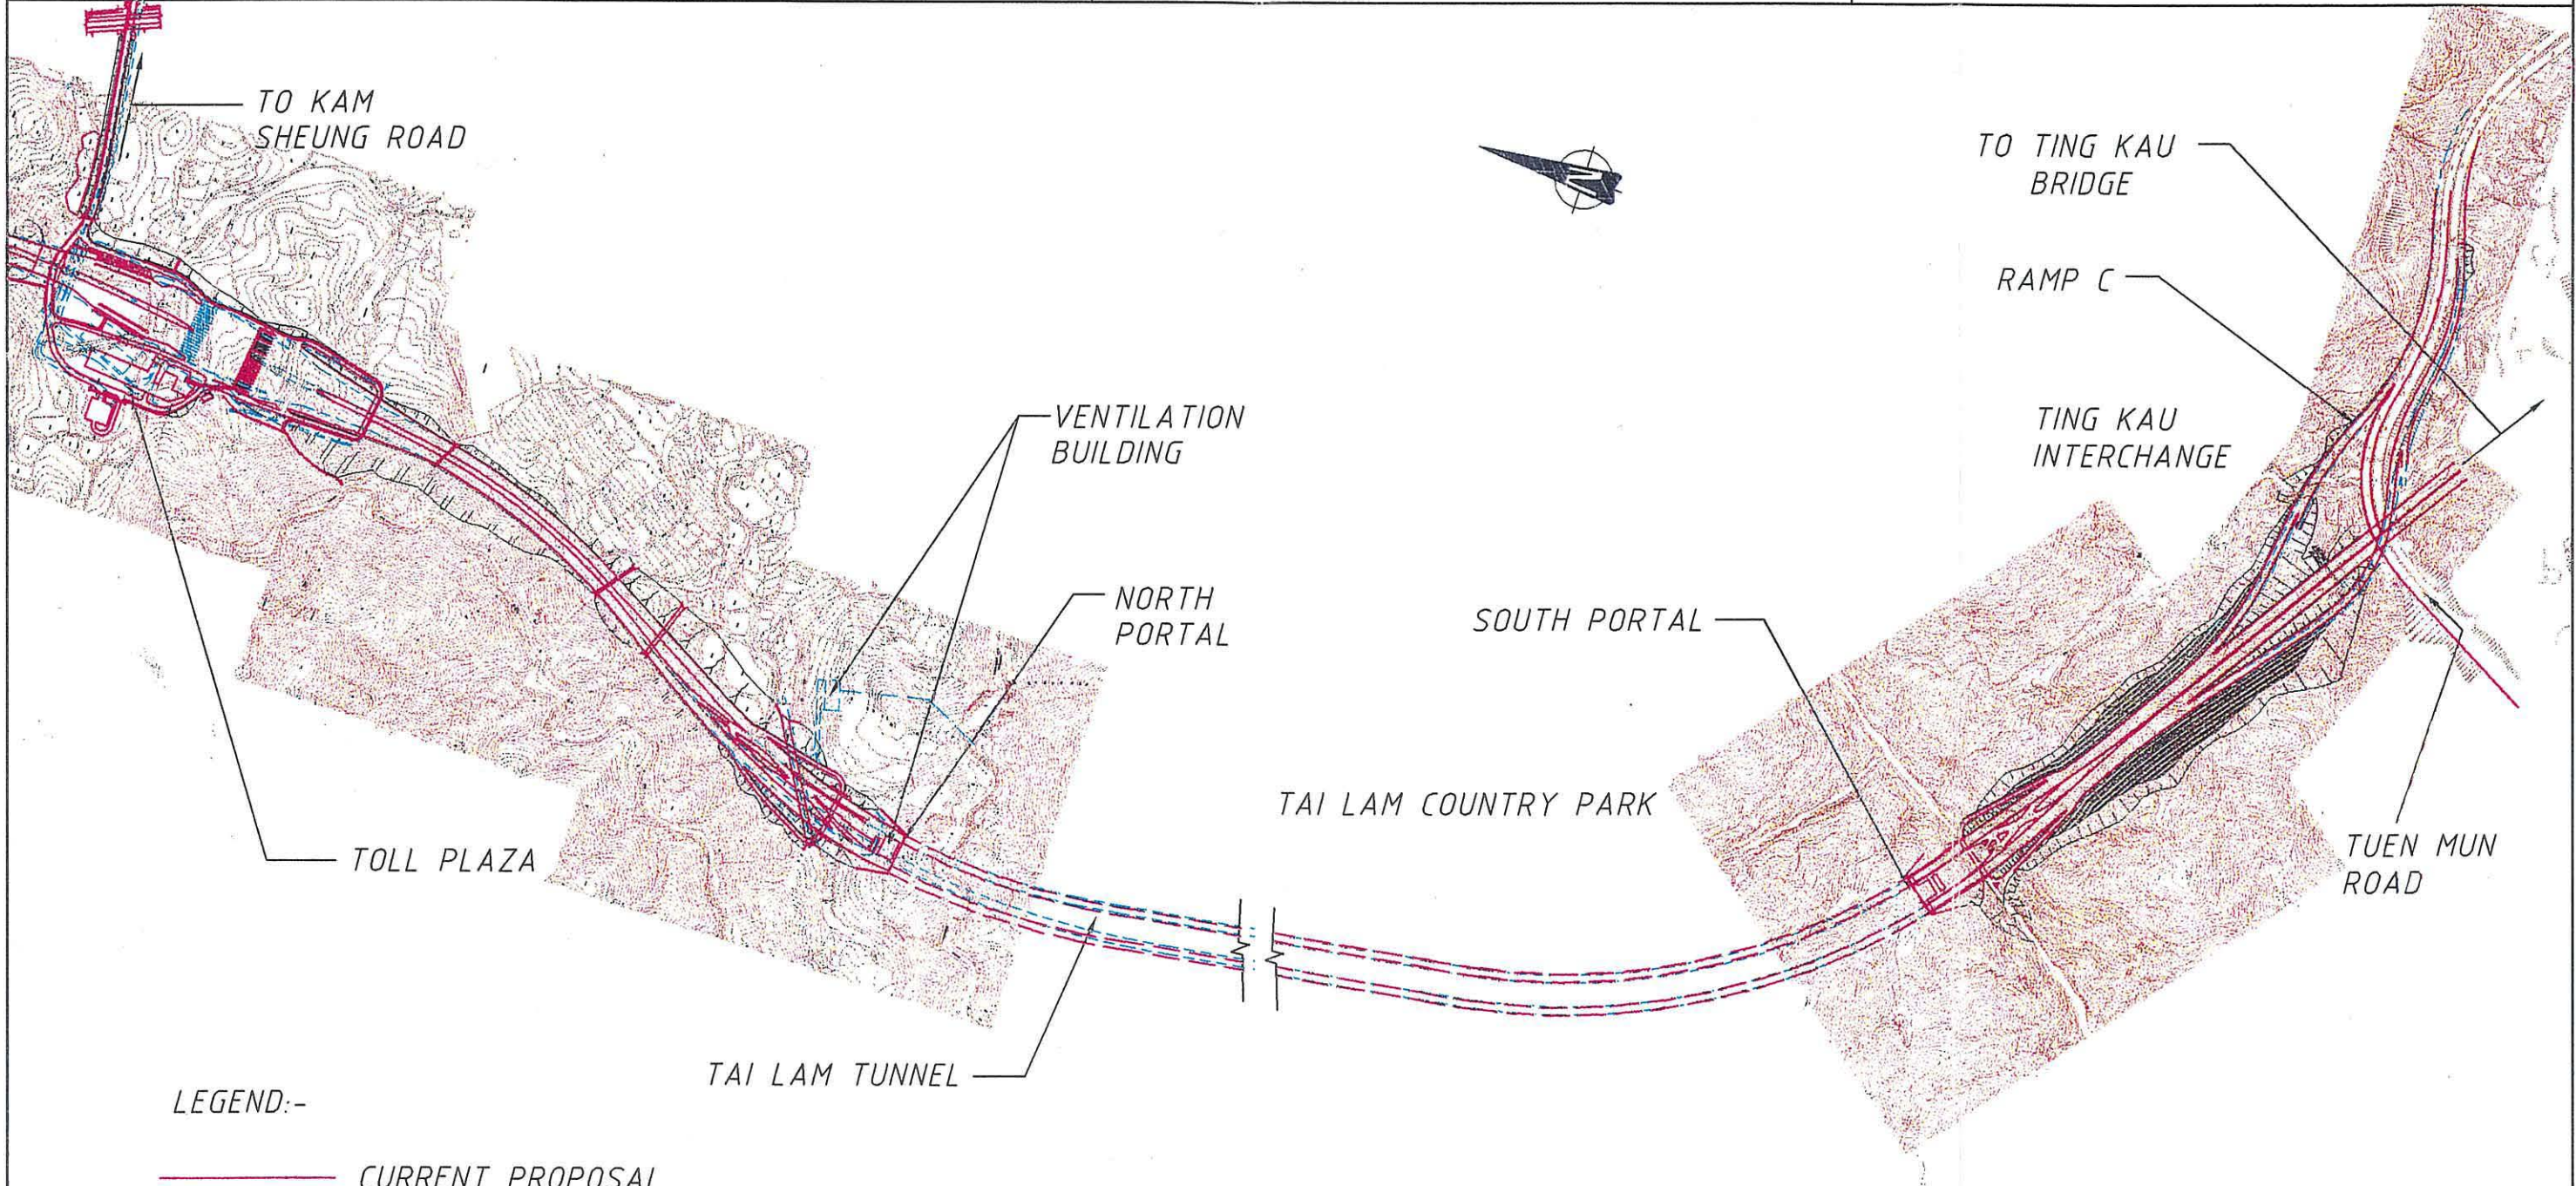 TO KAM
SHEUNG ROAD
N
TO TING KAU
BRIDGE
RAMP C
TING KAU
INTERCHANGE
VENTILATION
BUILDING
NORTH
PORTAL
SOUTH PORTAL
TAI LAM COUNTRY PARK
TOLL PLAZA
TUEN MUN
ROAD
TAI LAM TUNNEL
LEGEND:-
CURRENT PROPOSAL